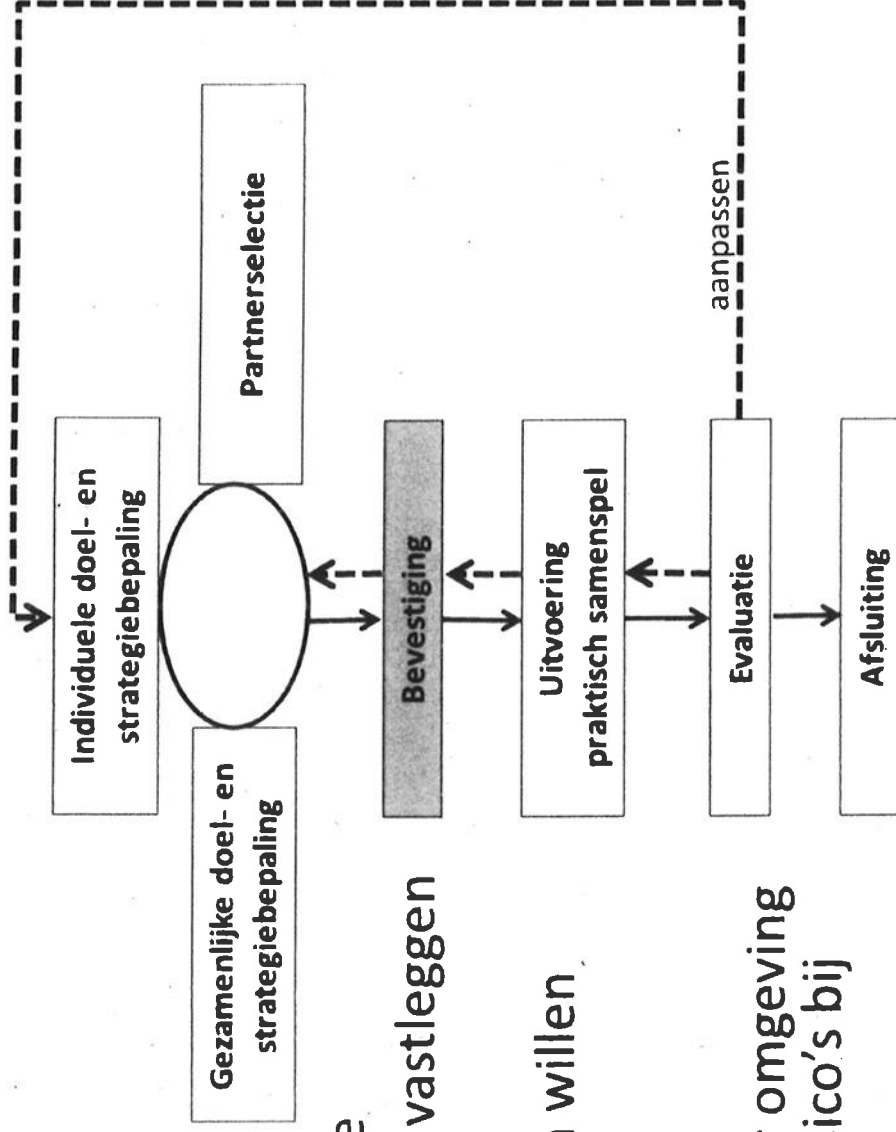 Individuele doel- en
strategiebepaling
Gezamenlijke doel- en
strategiebepaling
Partnerselectie
Bevestiging
Uitvoering
praktisch samenspel
Evaluatie
aanpassen
Afsluiting
vastleggen
willen
omgeving
bij